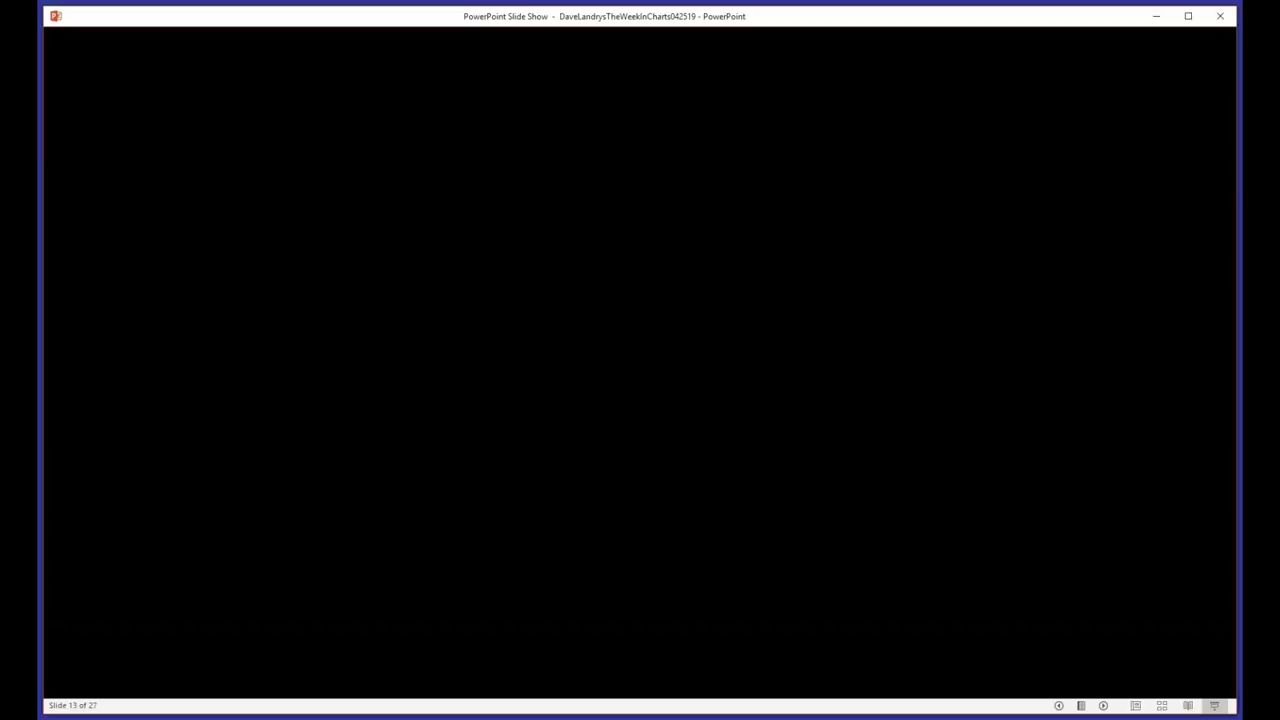 PowerPoint Slide Show - DaveLandrysTheWeekInCharts042519 - PowerPoint
Slide 13 of 27